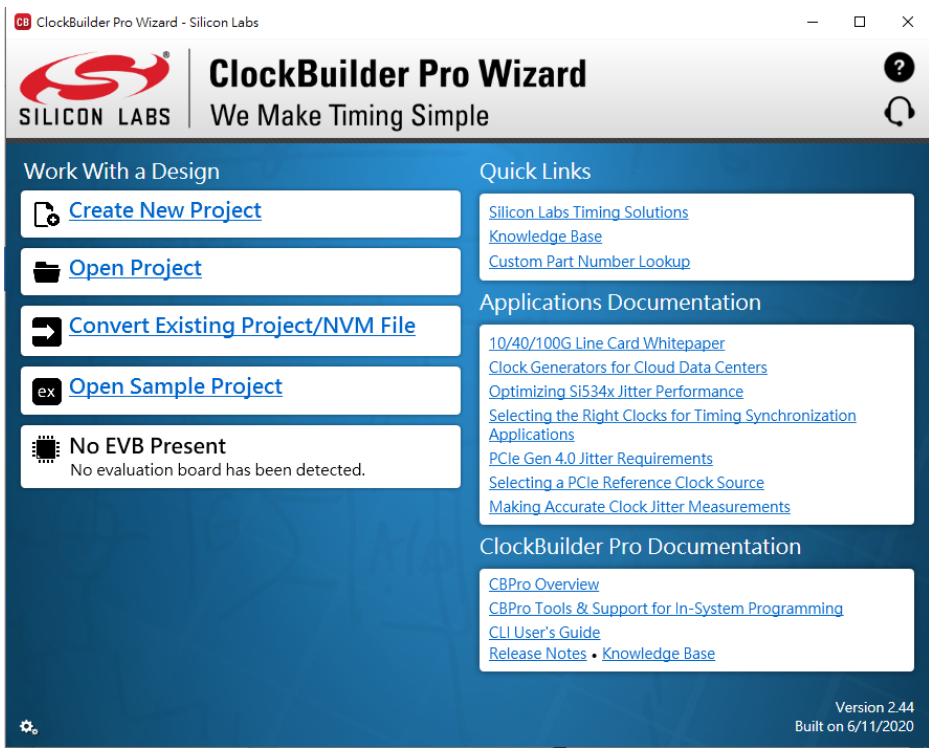 CB ClockBuilder Pro Wizard - Silicon Labs
SILICON LABS
ClockBuilder Pro Wizard
We Make Timing Simple
?
Work With a Design
Create New Project
Open Project
Convert Existing Project/NVM File
ex Open Sample Project
No EVB Present
No evaluation board has been detected.
Quick Links
Silicon Labs Timing Solutions
Knowledge Base
Custom Part Number Lookup
Applications Documentation
10/40/100G Line Card Whitepaper
Clock Generators for Cloud Data Centers
Optimizing Si534x Jitter Performance
Selecting the Right Clocks for Timing Synchronization
Applications
PCIe Gen 4.0 Jitter Requirements
Selecting a PCIe Reference Clock Source
Making Accurate Clock Jitter Measurements
ClockBuilder Pro Documentation
CBPro Overview
CBPro Tools & Support for In-System Programming
CLI User's Guide
Release Notes • Knowledge Base
Version 2.44
Built on 6/11/2020